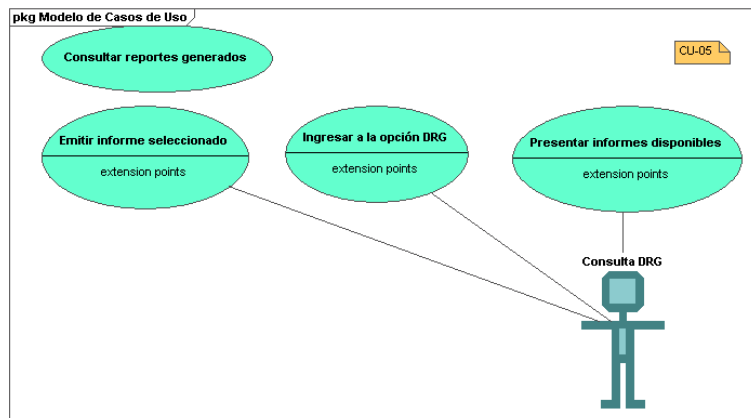 pkg Modelo de Casos de Uso
Consultar reportes generados
CU-05
Emitir informe seleccionado
extension points
Ingresar a la opción DRG
extension points
Presentar informes disponibles
extension points
Consulta DRG